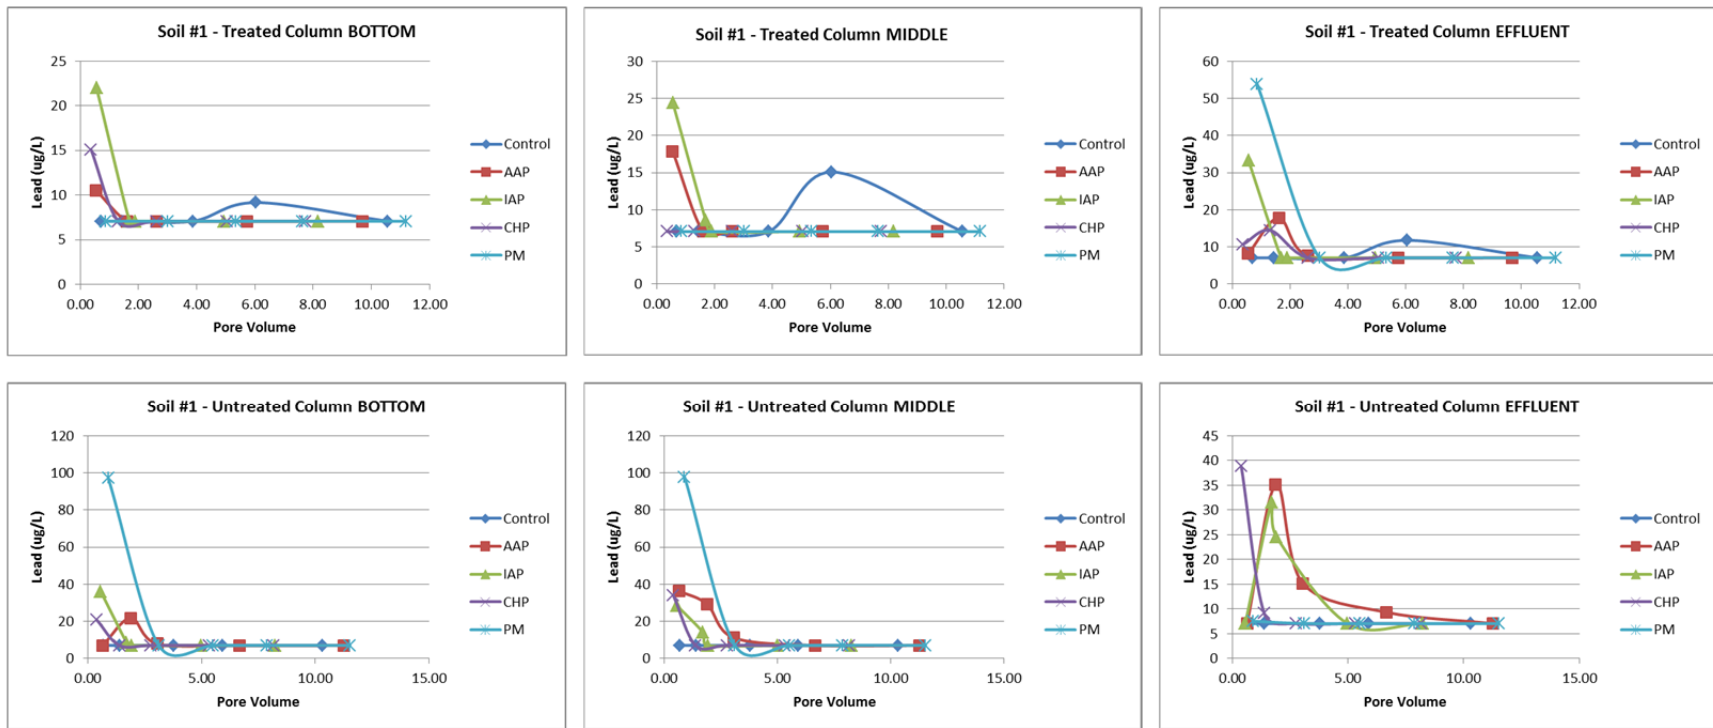 Soil #1 - Treated Column BOTTOM
Lead (ug/L)
25
20
15
10
5
0
0.00 2.00 4.00 6.00 8.00 10.00 12.00
Pore Volume
Control
AAP
IAP
CHP
PM
Soil #1 - Treated Column MIDDLE
Lead (ug/L)
30
25
20
15
10
5
0
0.00 2.00 4.00 6.00 8.00 10.00 12.00
Pore Volume
Control
AAP
IAP
CHP
PM
Soil #1 - Treated Column EFFLUENT
Lead (ug/L)
60
50
40
30
20
10
0
0.00 2.00 4.00 6.00 8.00 10.00 12.00
Pore Volume
Control
AAP
IAP
CHP
PM
Soil #1 - Untreated Column BOTTOM
Lead (ug/L)
120
100
80
60
40
20
0
0.00 5.00 10.00 15.00
Pore Volume
Control
AAP
IAP
CHP
PM
Soil #1 - Untreated Column MIDDLE
Lead (ug/L)
120
100
80
60
40
20
0
0.00 5.00 10.00 15.00
Pore Volume
Control
AAP
IAP
CHP
PM
Soil #1 - Untreated Column EFFLUENT
Lead (ug/L)
45
40
35
30
25
20
15
10
5
0
0.00 5.00 10.00 15.00
Pore Volume
Control
AAP
IAP
CHP
PM